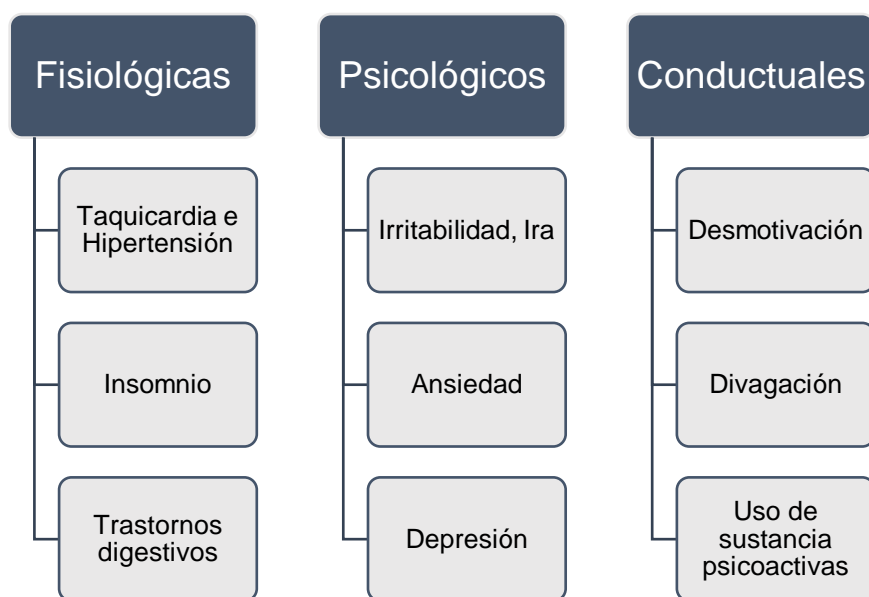 Fisiológicas
Taquicardia e
Hipertensión
Insomnio
Trastornos
digestivos
Psicológicos
Irritabilidad, Ira
Ansiedad
Depresión
Conductuales
Desmotivación
Divagación
Uso de
sustancia
psicoactivas